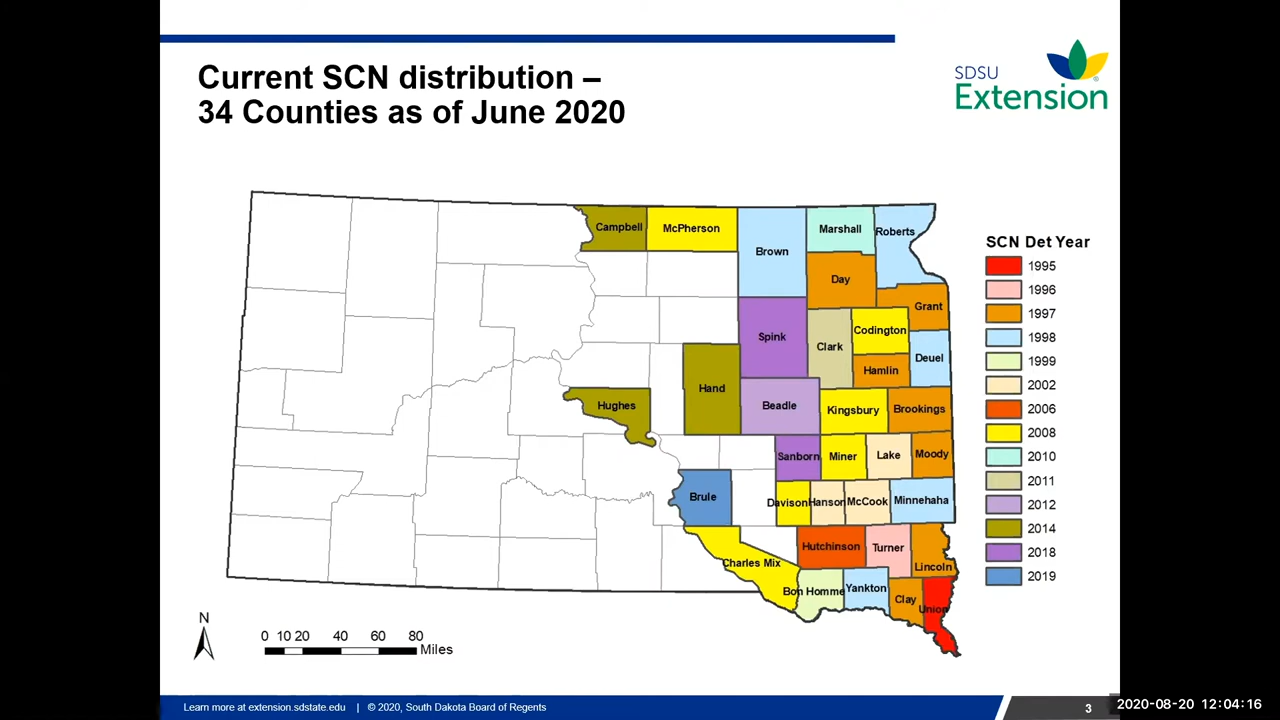 Current SCN distribution –
34 Counties as of June 2020
SDSU
Extension
®
Campbell
McPherson
Brown
Marshall
Roberts
Day
Grant
Spink
Clark
Codington
Deuel
Hamlin
Hand
Hughes
Beadle
Kingsbury
Brookings
Sanborn
Miner
Lake
Moody
Brule
Davison
Hanson
McCook
Minnehaha
Hutchinson
Turner
Lincoln
Charles Mix
Bon Homme
Yankton
Clay
Union
SCN Det Year
1995
1996
1997
1998
1999
2002
2006
2008
2010
2011
2012
2014
2018
2019
N
0 10 20 40 60 80
Miles
Learn more at extension.sdstate.edu | © 2020, South Dakota Board of Regents
3
2020-08-20 12:04:16